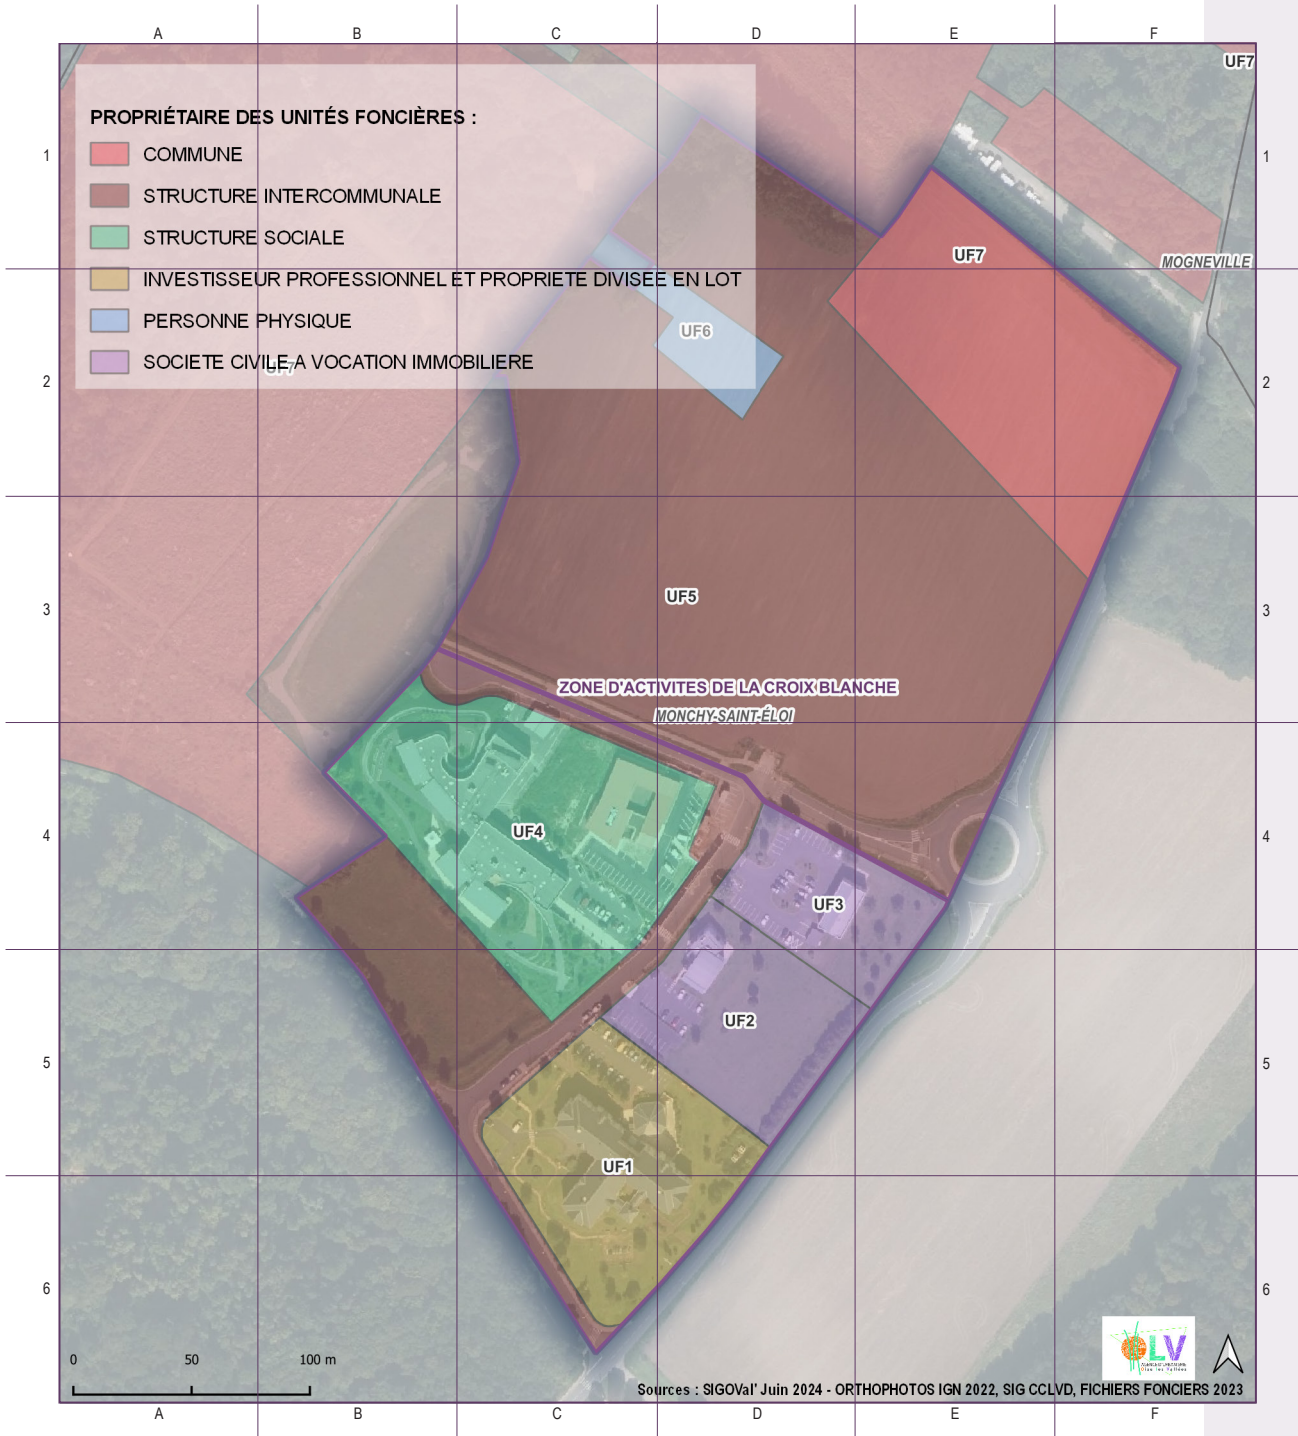 A B C D E F
UF7
PROPRIÉTAIRE DES UNITÉS FONCIÈRES :
1 COMMUNE 1
STRUCTURE INTERCOMMUNALE
STRUCTURE SOCIALE
UF7
MOGNEVILLE
INVESTISSEUR PROFESSIONNEL ET PROPRIETE DIVISEE EN LOT
PERSONNE PHYSIQUE
UF6
SOCIETE CIVILE A VOCATION IMMOBILIERE
UF7
2 2
UF5
3 3
ZONE D'ACTIVITES DE LA CROIX BLANCHE
MONCHY-SAINT-ÉLOI
UF4
4 4
UF3
UF2
5 5
UF1
6 6
0 50 100 m
LV
Sources : SIGOVal' Juin 2024 - ORTHOPHOTOS IGN 2022, SIG CCLVD, FICHIERS FONCIERS 2023
A B C D E F